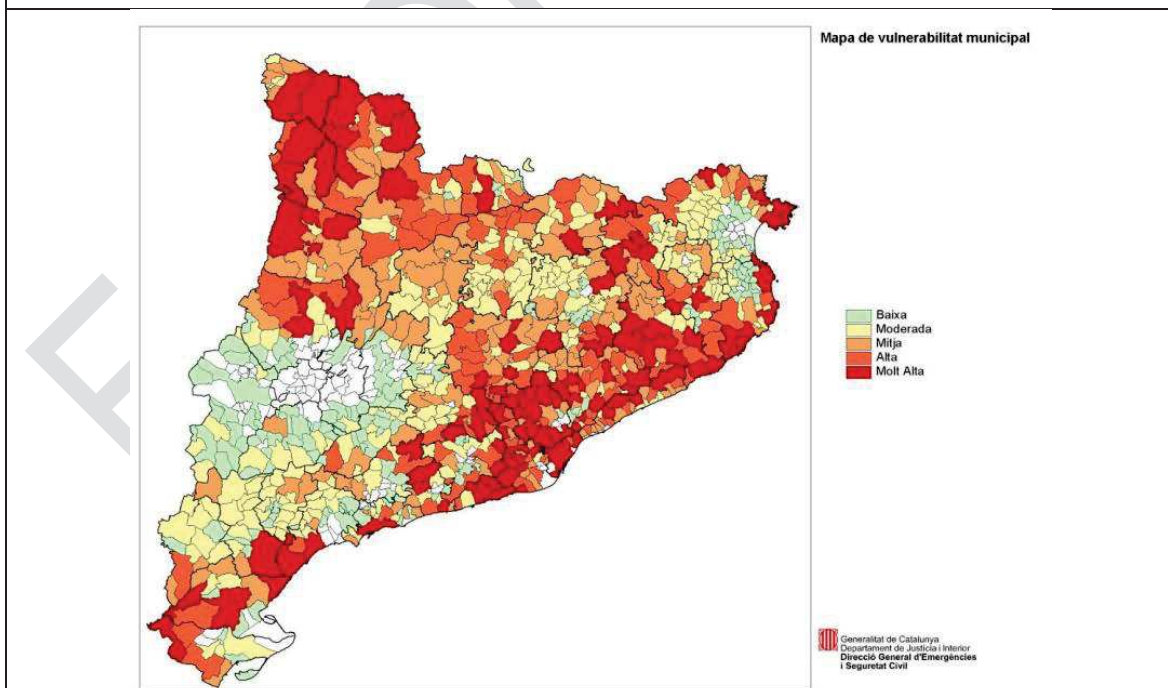 Mapa de vulnerabilitat municipal
Baixa
Moderada
Mitja
Alta
Molt Alta
Generalitat de Catalunya
Departament de Justícia i Interior
Direcció General d'Emergències
i Seguretat Civil